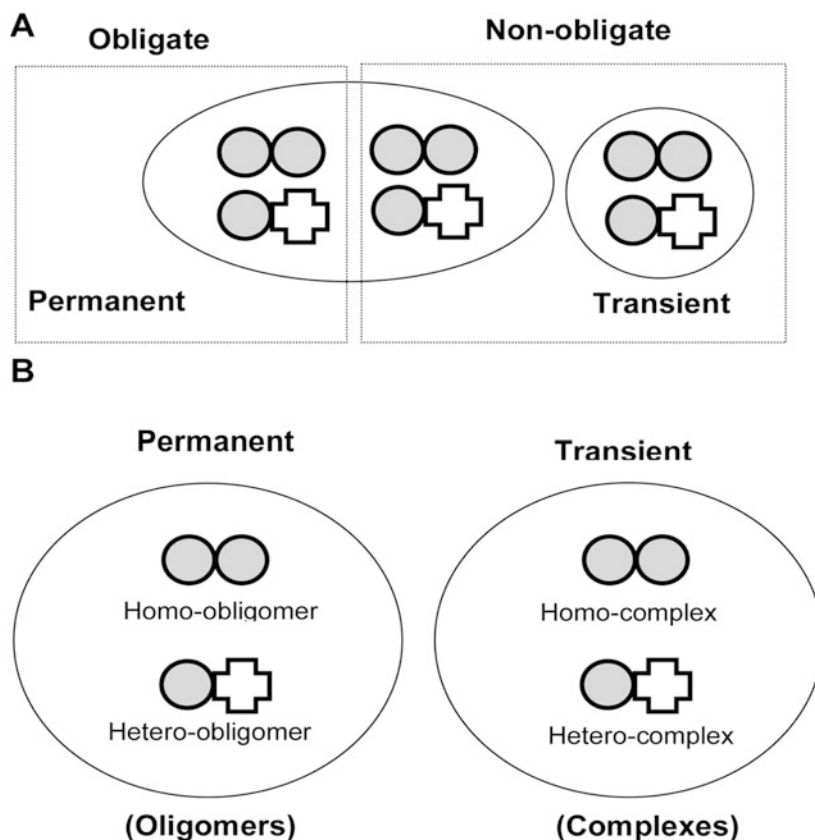 A
Obligate
Non-obligate
Permanent
Transient
B
Permanent
Transient
Homo-obligomer
Homo-complex
Hetero-obligomer
Hetero-complex
(Oligomers)
(Complexes)